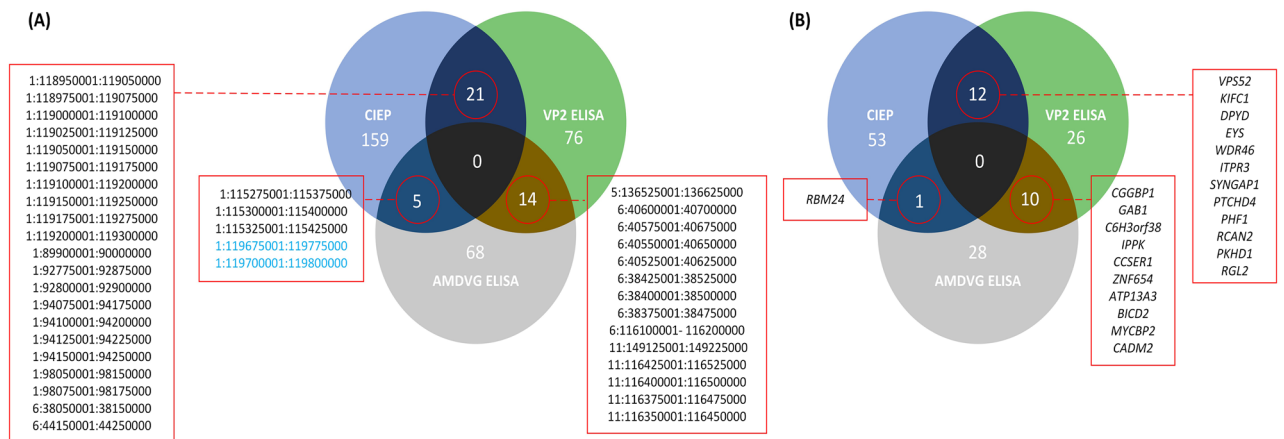 (A)
1:118950001:119050000
1:118975001:119075000
1:119000001:119100000
1:119025001:119125000
1:119050001:119150000
1:119075001:119175000
1:119100001:119200000
1:119150001:119250000
1:119175001:119275000
1:119200001:119300000
1:89900001:90000000
1:92775001:92875000
1:92800001:92900000
1:94075001:94175000
1:94100001:94200000
1:94125001:94225000
1:94150001:94250000
1:98050001:98150000
1:98075001:98175000
6:38050001:38150000
6:44150001:44250000
CIEP
159
21
VP2 ELISA
76
0
5
14
68
AMDVG ELISA
1:115275001:115375000
1:115300001:115400000
1:115325001:115425000
1:119675001:119775000
1:119700001:119800000
5:136525001:136625000
6:40600001:40700000
6:40575001:40675000
6:40550001:40650000
6:40525001:40625000
6:38425001:38525000
6:38400001:38500000
6:38375001:38475000
6:116100001- 116200000
11:149125001:149225000
11:116425001:116525000
11:116400001:116500000
11:116375001:116475000
11:116350001:116450000
(B)
CIEP
53
12
VP2 ELISA
26
0
1
10
28
AMDVG ELISA
RBM24
VPS52
KIFC1
DPYD
EYS
WDR46
ITPR3
SYNGAP1
PTCHD4
PHF1
RCAN2
PKHD1
RGL2
CGGBP1
GAB1
C6H3orf38
IPPK
CCSER1
ZNF654
ATP13A3
BICD2
MYCBP2
CADM2